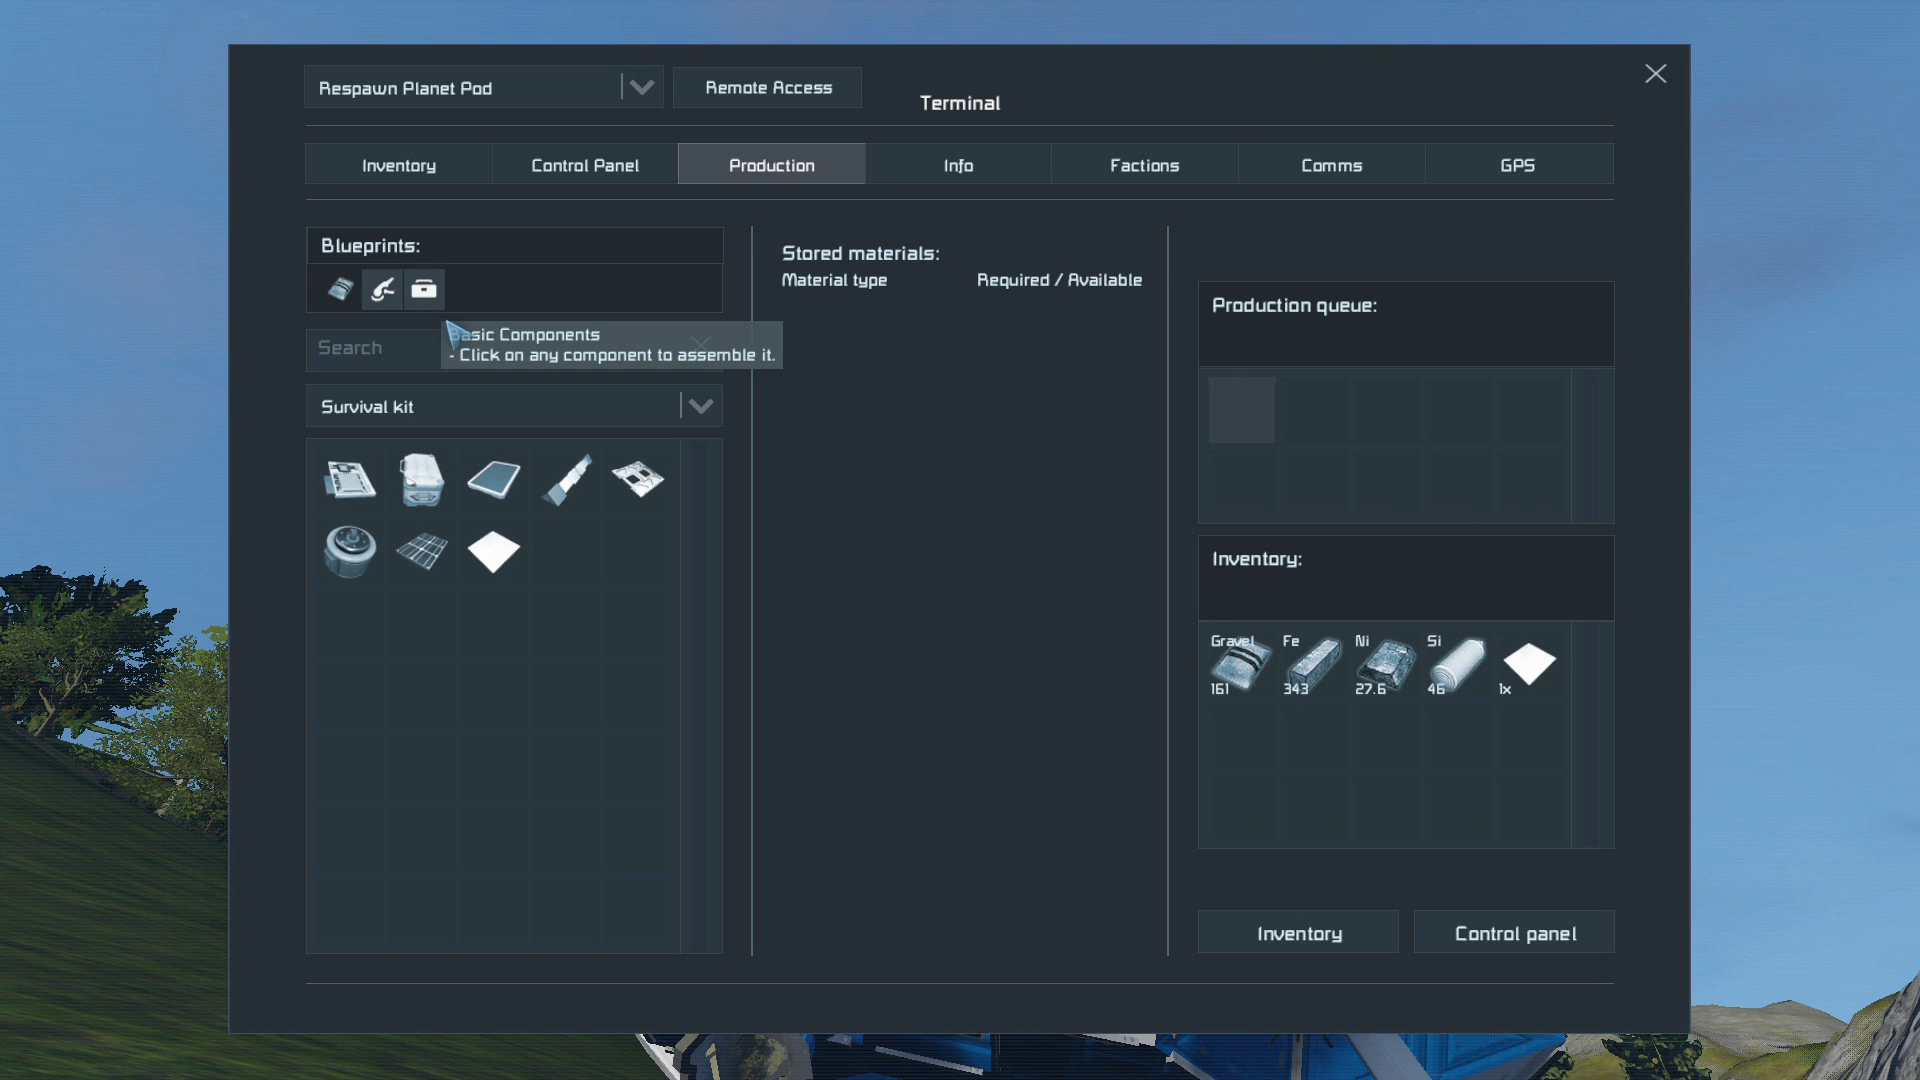 Respawn Planet Pod
Remote Access
Terminal
Inventory
Control Panel
Production
Info
Factions
Comms
GPS
Blueprints:
Search
Basic Components
- Click on any component to assemble it.
Survival kit
Stored materials:
Material type
Required / Available
Production queue:
Inventory:
Gravel
161
Fe
343
Ni
27.6
Si
46
1x
Inventory
Control panel